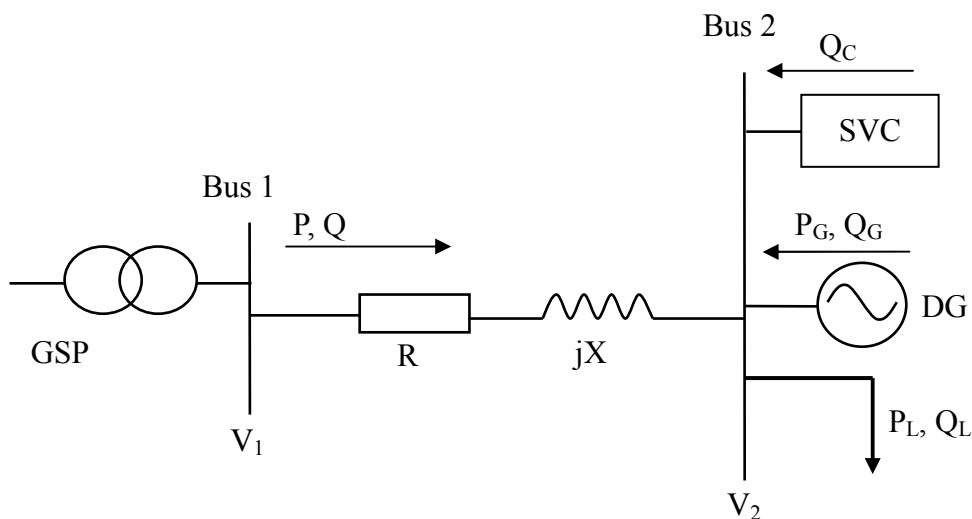 Bus 2
Q_C
SVC
Bus 1
P, Q
P_G, Q_G
DG
GSP
R
jX
P_L, Q_L
V_1
V_2